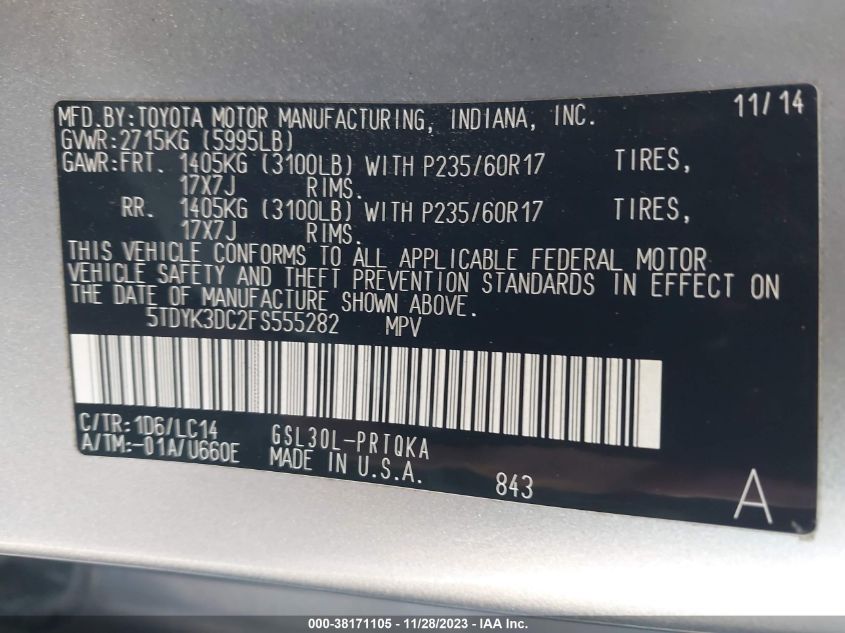 MFD.BY:TOYOTA MOTOR MANUFACTURING, INDIANA, INC. 11/14
GVWR:2715KG (5995LB)
GAWR:FRT. 1405KG (3100LB) WITH P235/60R17 TIRES,
17X7J RIMS.
RR. 1405KG (3100LB) WITH P235/60R17 TIRES,
17X7J RIMS.
THIS VEHICLE CONFORMS TO ALL APPLICABLE FEDERAL MOTOR
VEHICLE SAFETY AND THEFT PREVENTION STANDARDS IN EFFECT ON
THE DATE OF MANUFACTURE SHOWN ABOVE.
5TDYK3DC2FS555282 MPV
C/TR:1D6/LC14 GSL30L-PRTQKA
A/TM:-01A/U660E MADE IN U.S.A. 843 A
000-38171105 - 11/28/2023 - IAA Inc.